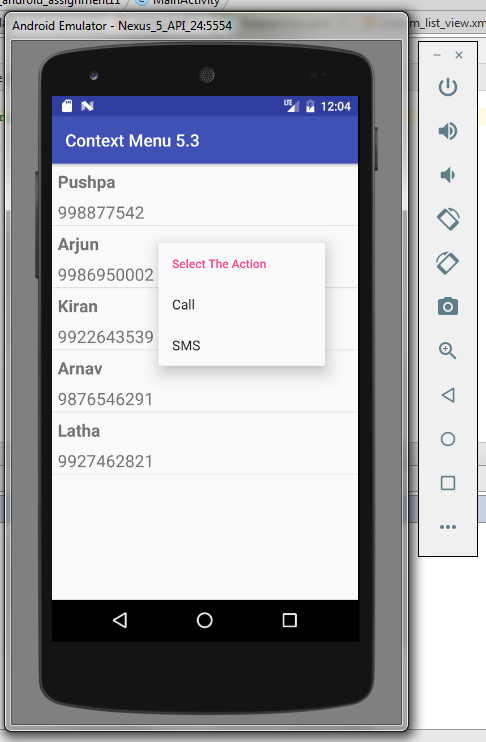 _android_assignment11 MainActivity
Android Emulator - Nexus_5_API_24:5554
m_list_view.xm
LTE 12:04
Context Menu 5.3
Pushpa
998877542
Arjun
9986950002
Select The Action
Kiran
Call
9922643539
SMS
Arnav
9876546291
Latha
9927462821